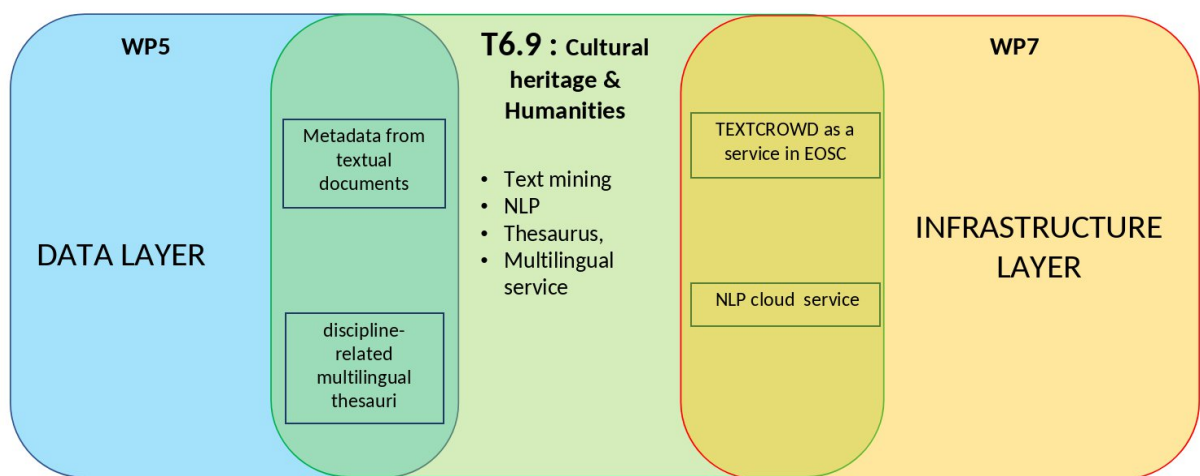 WP5
DATA LAYER
Metadata from
textual
documents
discipline-
related
multilingual
thesauri
T6.9 : Cultural
heritage &
Humanities
• Text mining
• NLP
• Thesaurus,
• Multilingual
service
TEXTCROWD as a
service in EOSC
NLP cloud service
WP7
INFRASTRUCTURE
LAYER